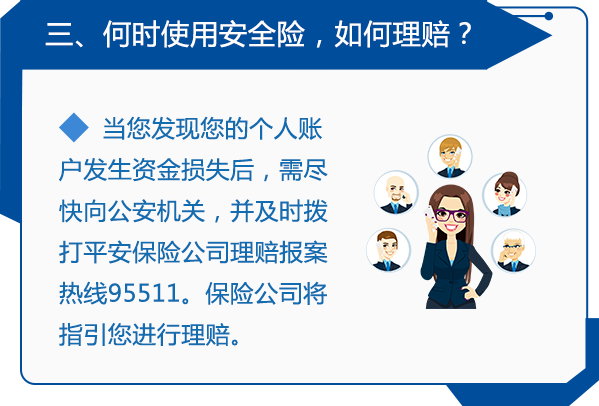 三、何时使用安全险，如何理赔？
当您发现您的个人账
户发生资金损失后，需尽
快向公安机关，并及时拨
打平安保险公司理赔报案
热线95511。保险公司将
指引您进行理赔。